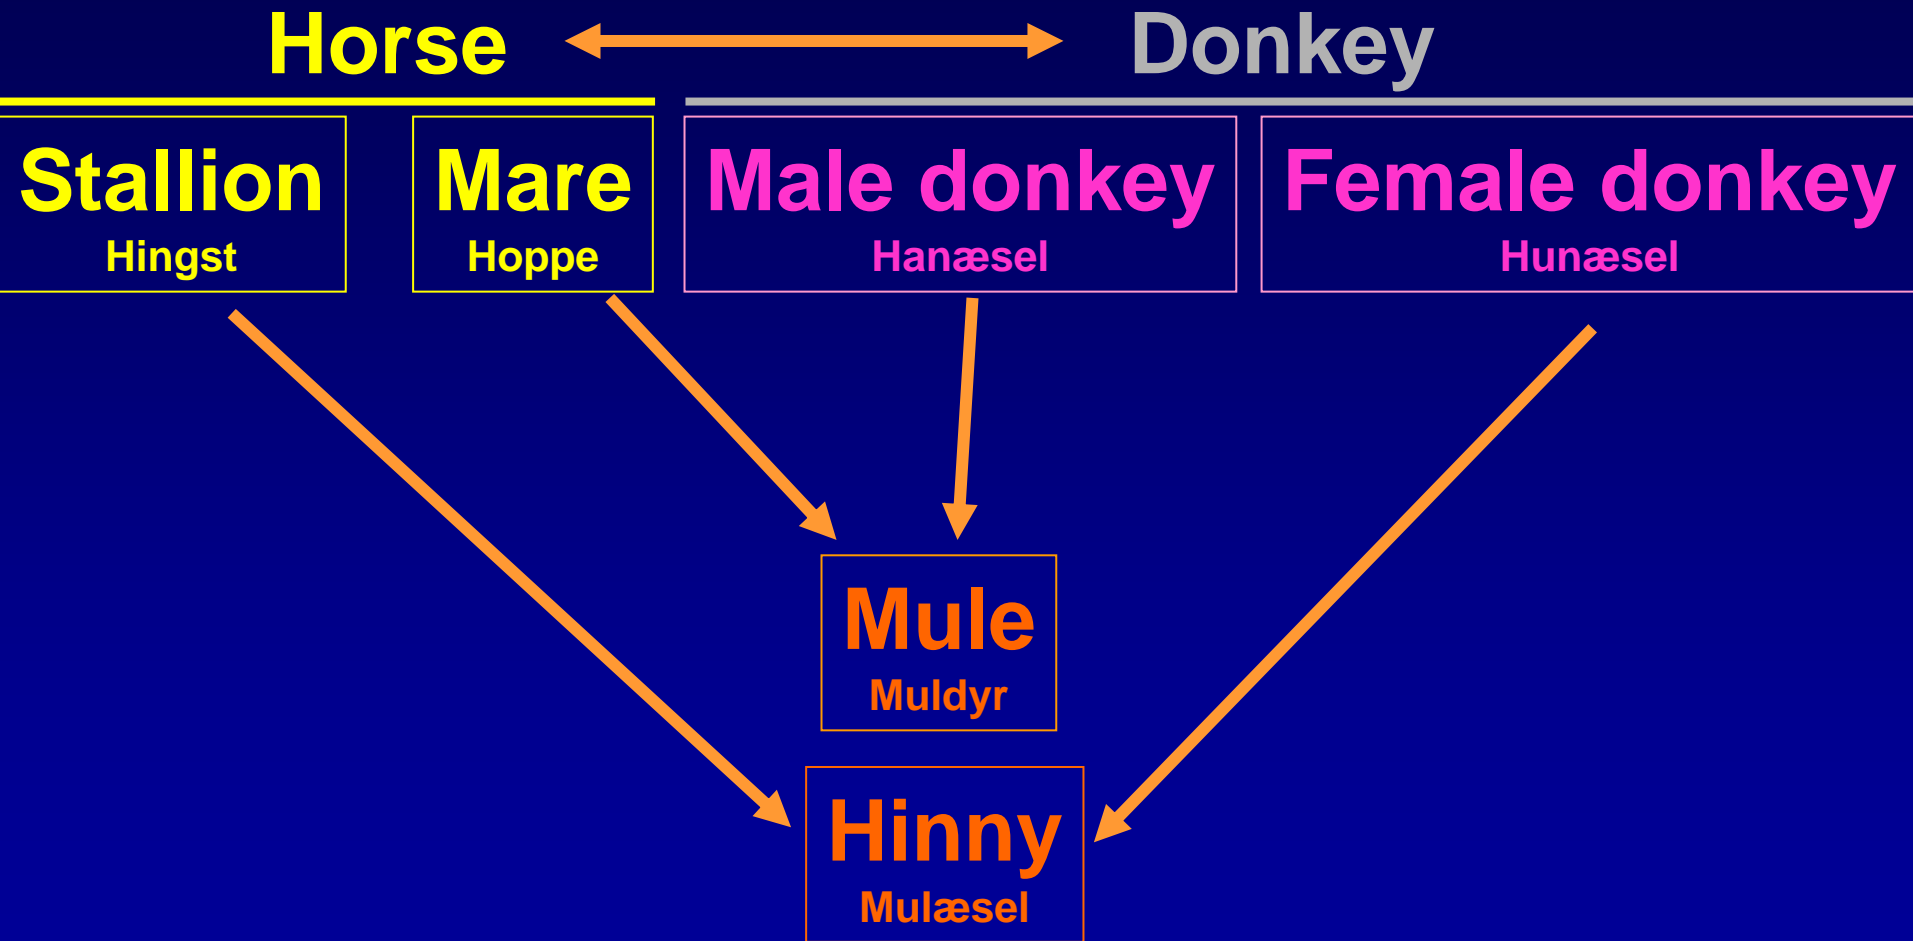 Horse
Donkey
Stallion
Hingst
Mare
Hoppe
Male donkey
Hanæsel
Female donkey
Hunæsel
Mule
Muldyr
Hinny
Mulæsel